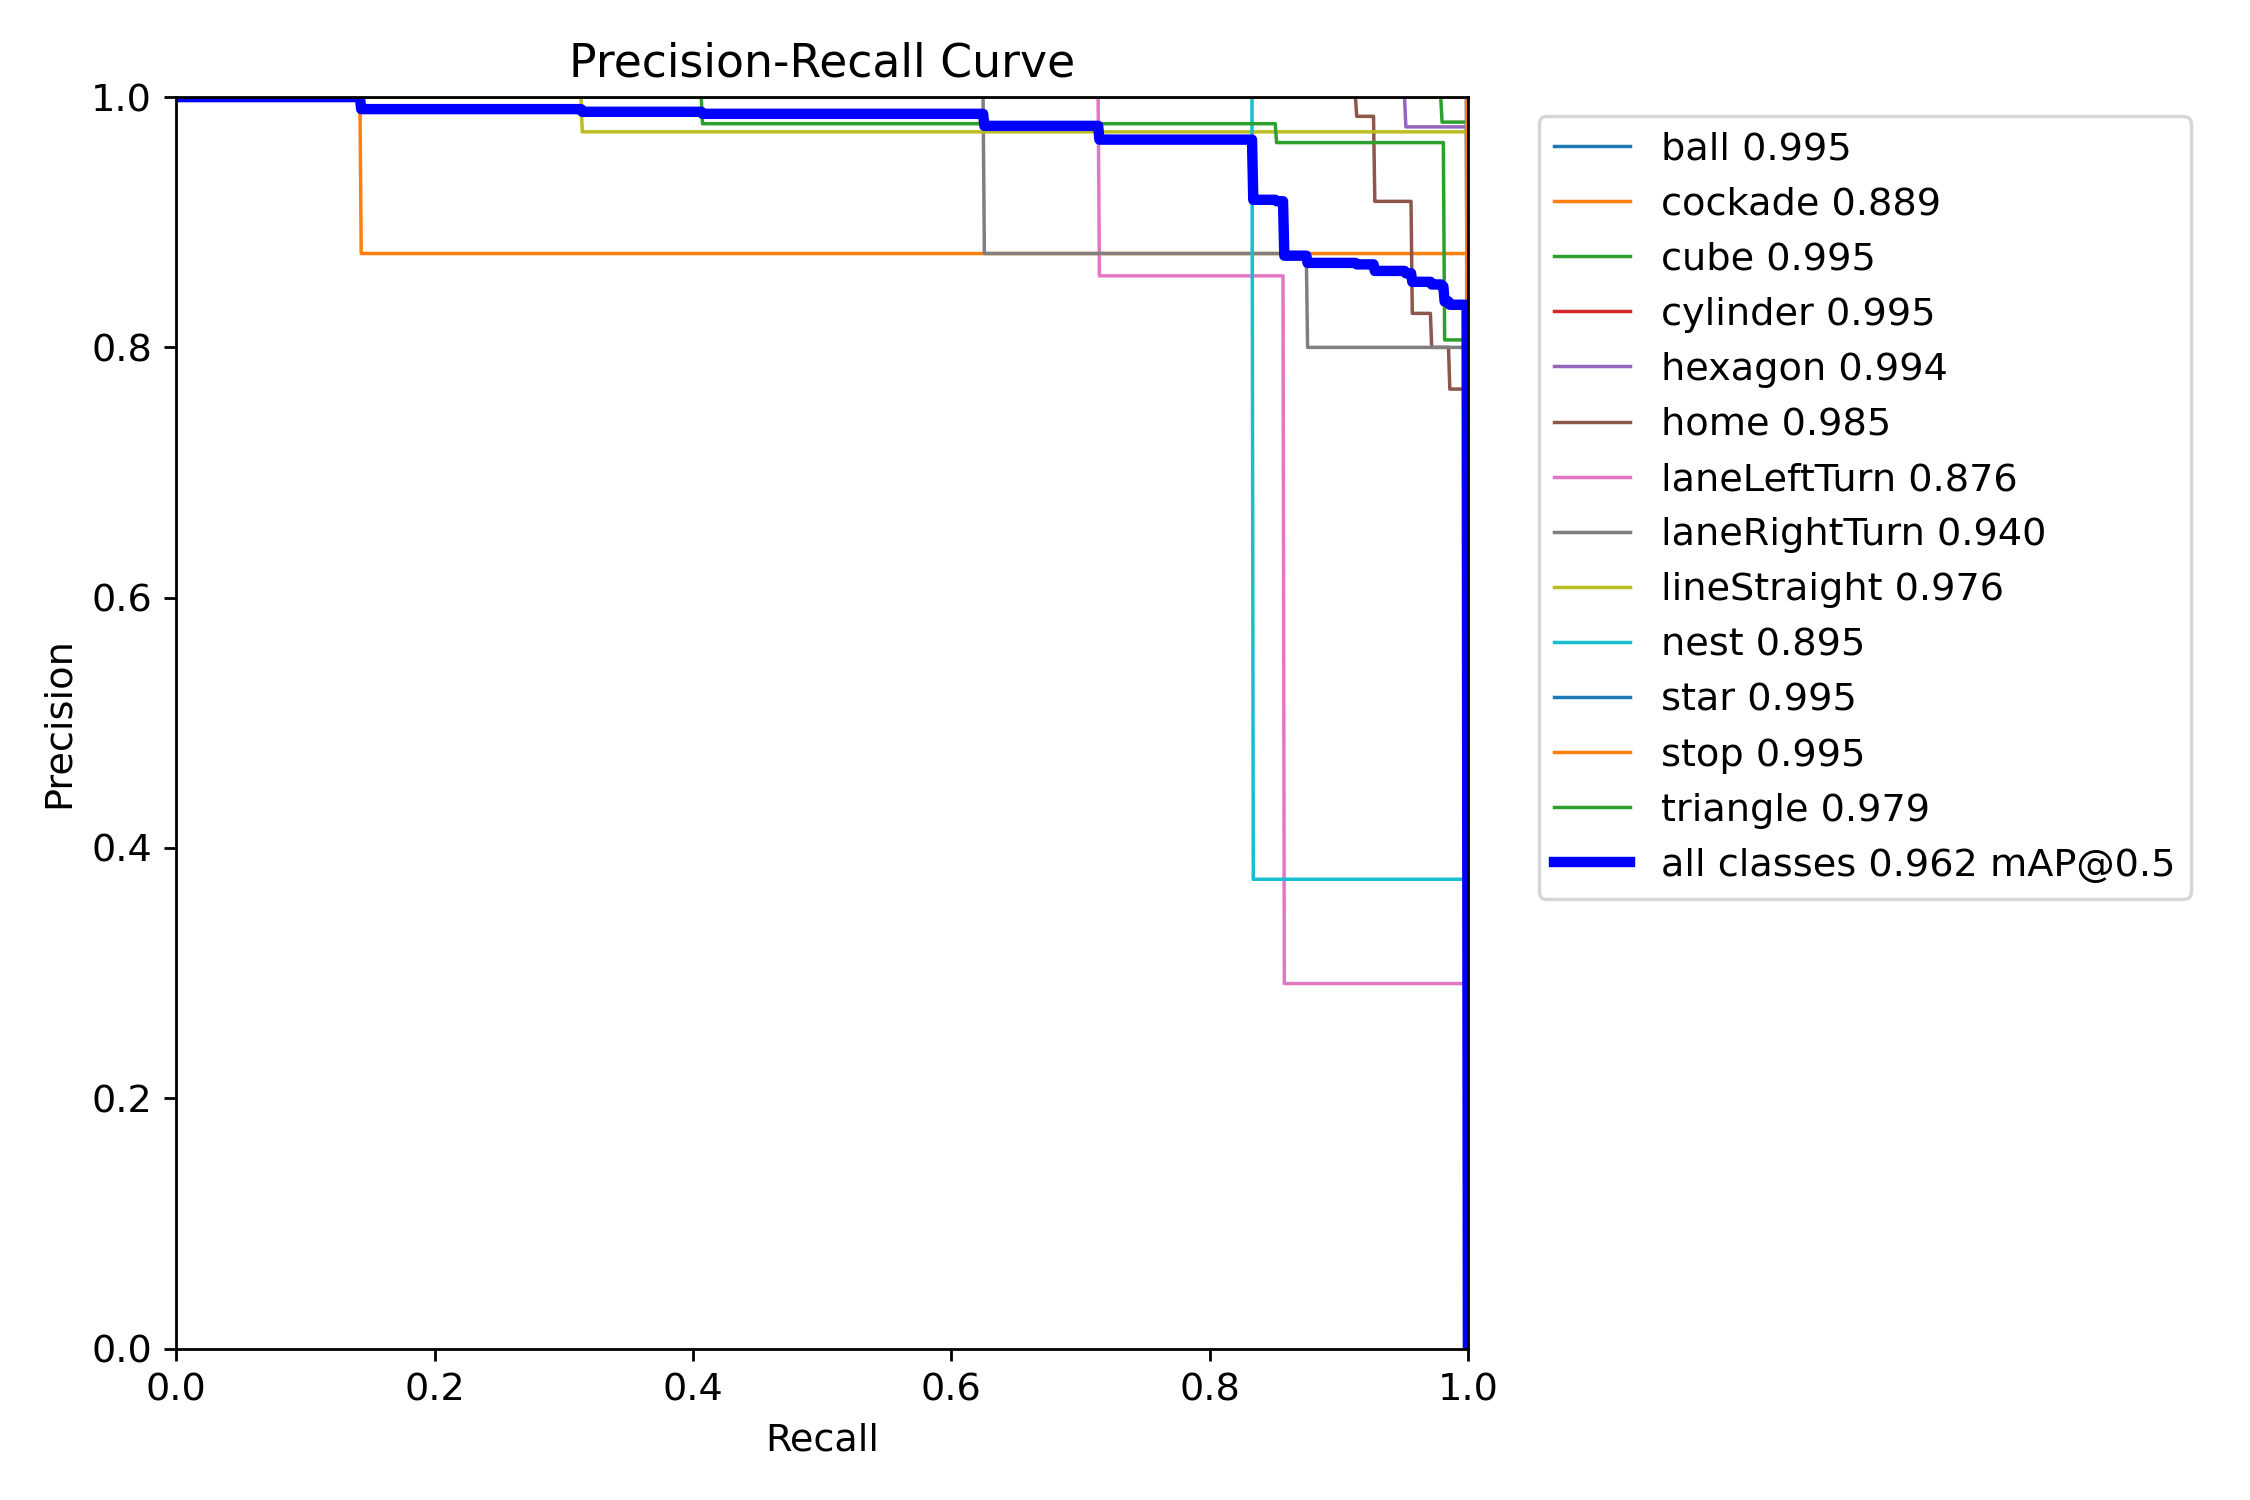 Precision-Recall Curve
1.0
0.8
0.6
0.4
0.2
0.0
Precision
0.0 0.2 0.4 0.6 0.8 1.0
Recall
ball 0.995
cockade 0.889
cube 0.995
cylinder 0.995
hexagon 0.994
home 0.985
laneLeftTurn 0.876
laneRightTurn 0.940
lineStraight 0.976
nest 0.895
star 0.995
stop 0.995
triangle 0.979
all classes 0.962 mAP@0.5